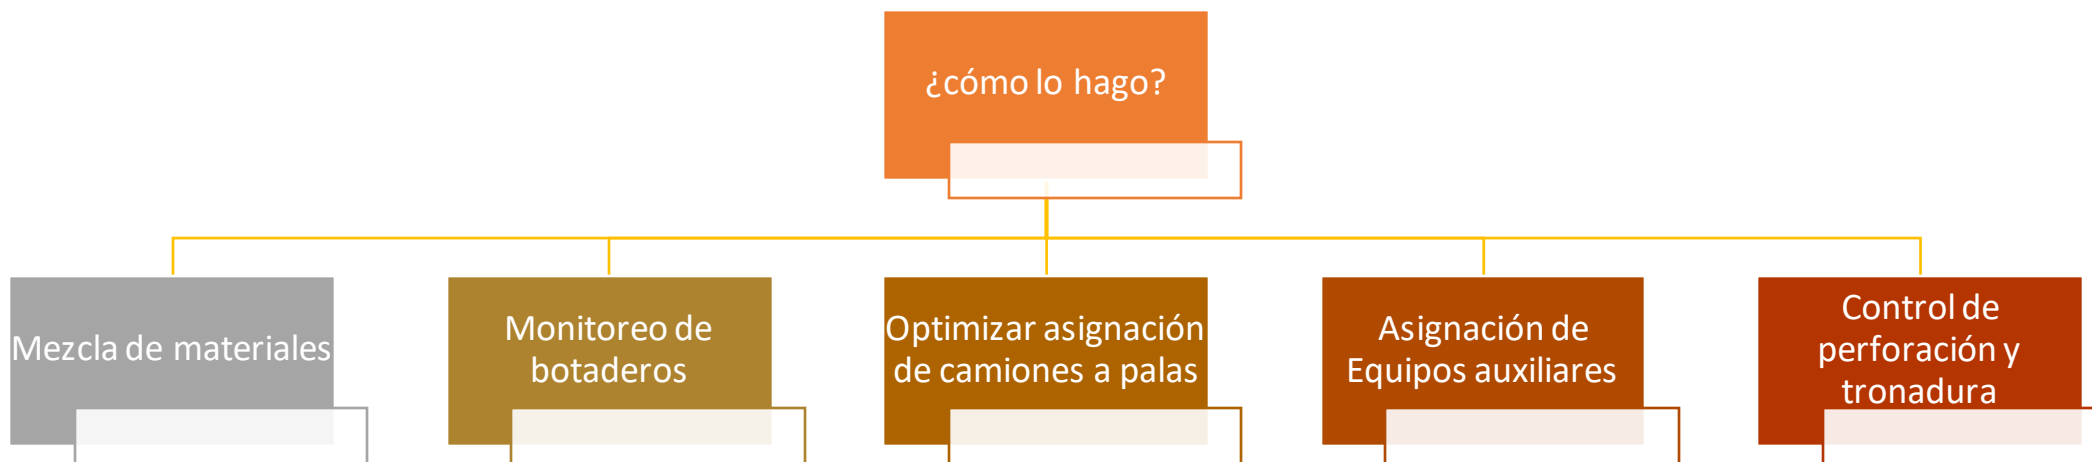 ¿cómo lo hago?
Mezcla de materiales
Monitoreo de
botaderos
Optimizar asignación
de camiones a palas
Asignación de
Equipos auxiliares
Control de
perforación y
tronadura